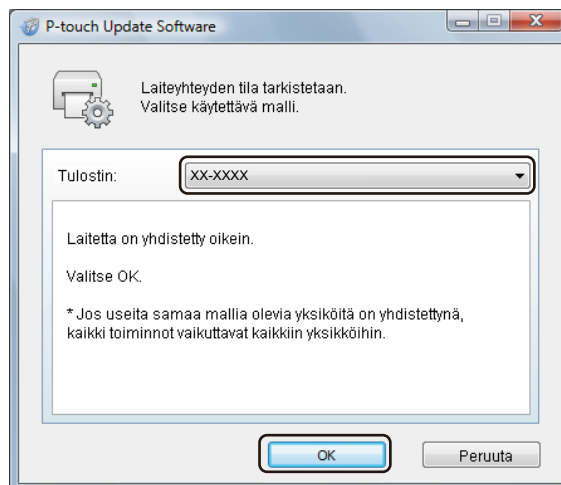 P-touch Update Software
Laiteyhteyden tila tarkistetaan.
Valitse käytettävä malli.
Tulostin: XX-XXXX
Laitetta on yhdistetty oikein.
Valitse OK.
* Jos useita samaa mallia olevia yksiköitä on yhdistettynä,
kaikki toiminnot vaikuttavat kaikkiin yksikköihin.
OK Peruuta